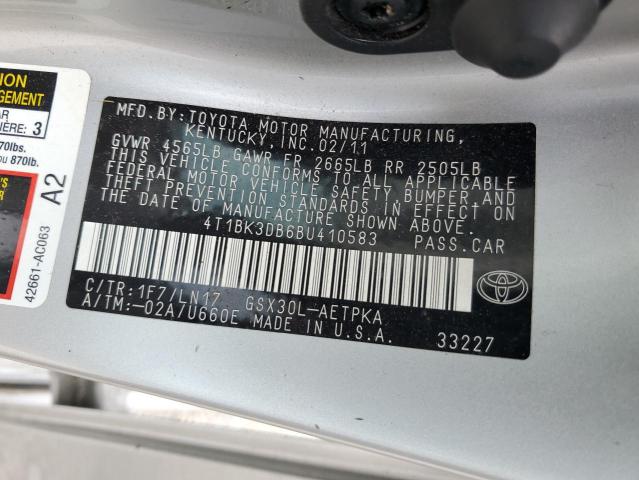 ION
GEMENT
AR
IÈRE: 3
870lb.
A2
42661-AC063
MFD.BY:TOYOTA MOTOR MANUFACTURING,
KENTUCKY, INC.02/11
GVWR 4565LB GAWR FR 2665LB RR 2505LB
THIS VEHICLE CONFORMS TO ALL APPLICABLE
FEDERAL MOTOR VEHICLE SAFETY,BUMPER,AND
THEFT PREVENTION STANDARDS IN EFFECT ON
THE DATE OF MANUFACTURE SHOWN ABOVE.
4T1BK3DB6BU410583 PASS.CAR
C/TR:1F7/LN17 GSX30L-AETPKA
A/TM:-02A/U660E MADE IN U.S.A. 33227
TOYOTA